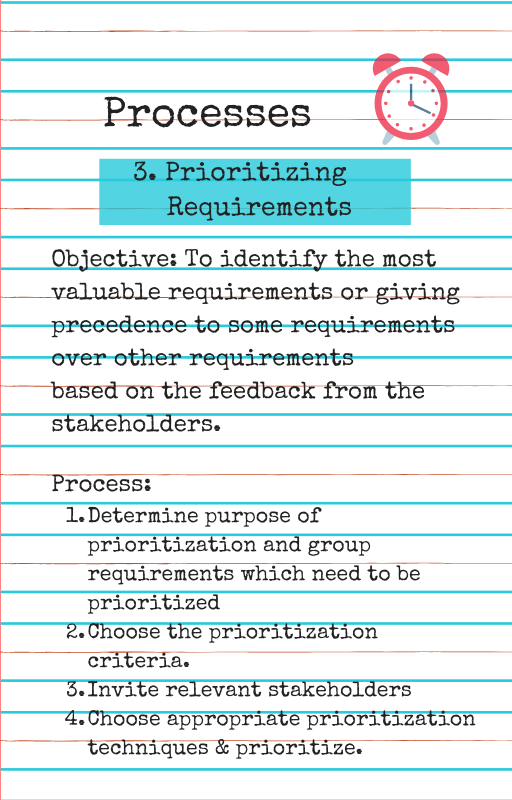 Processes
3. Prioritizing
Requirements
Objective: To identify the most
valuable requirements or giving
precedence to some requirements
over other requirements
based on the feedback from the
stakeholders.
Process:
1. Determine purpose of
prioritization and group
requirements which need to be
prioritized
2. Choose the prioritization
criteria.
3. Invite relevant stakeholders
4. Choose appropriate prioritization
techniques & prioritize.